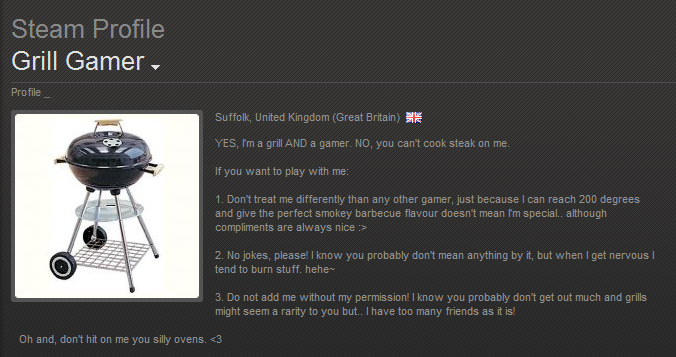 Steam Profile
Grill Gamer
Profile _
Suffolk, United Kingdom (Great Britain)
YES, I'm a grill AND a gamer. NO, you can't cook steak on me.
If you want to play with me:
1. Don't treat me differently than any other gamer, just because I can reach 200 degrees
and give the perfect smokey barbecue flavour doesn't mean I'm special.. although
compliments are always nice :>
2. No jokes, please! I know you probably don't mean anything by it, but when I get nervous I
tend to burn stuff. hehe~
3. Do not add me without my permission! I know you probably don't get out much and grills
might seem a rarity to you but.. I have too many friends as it is!
Oh and, don't hit on me you silly ovens. <3